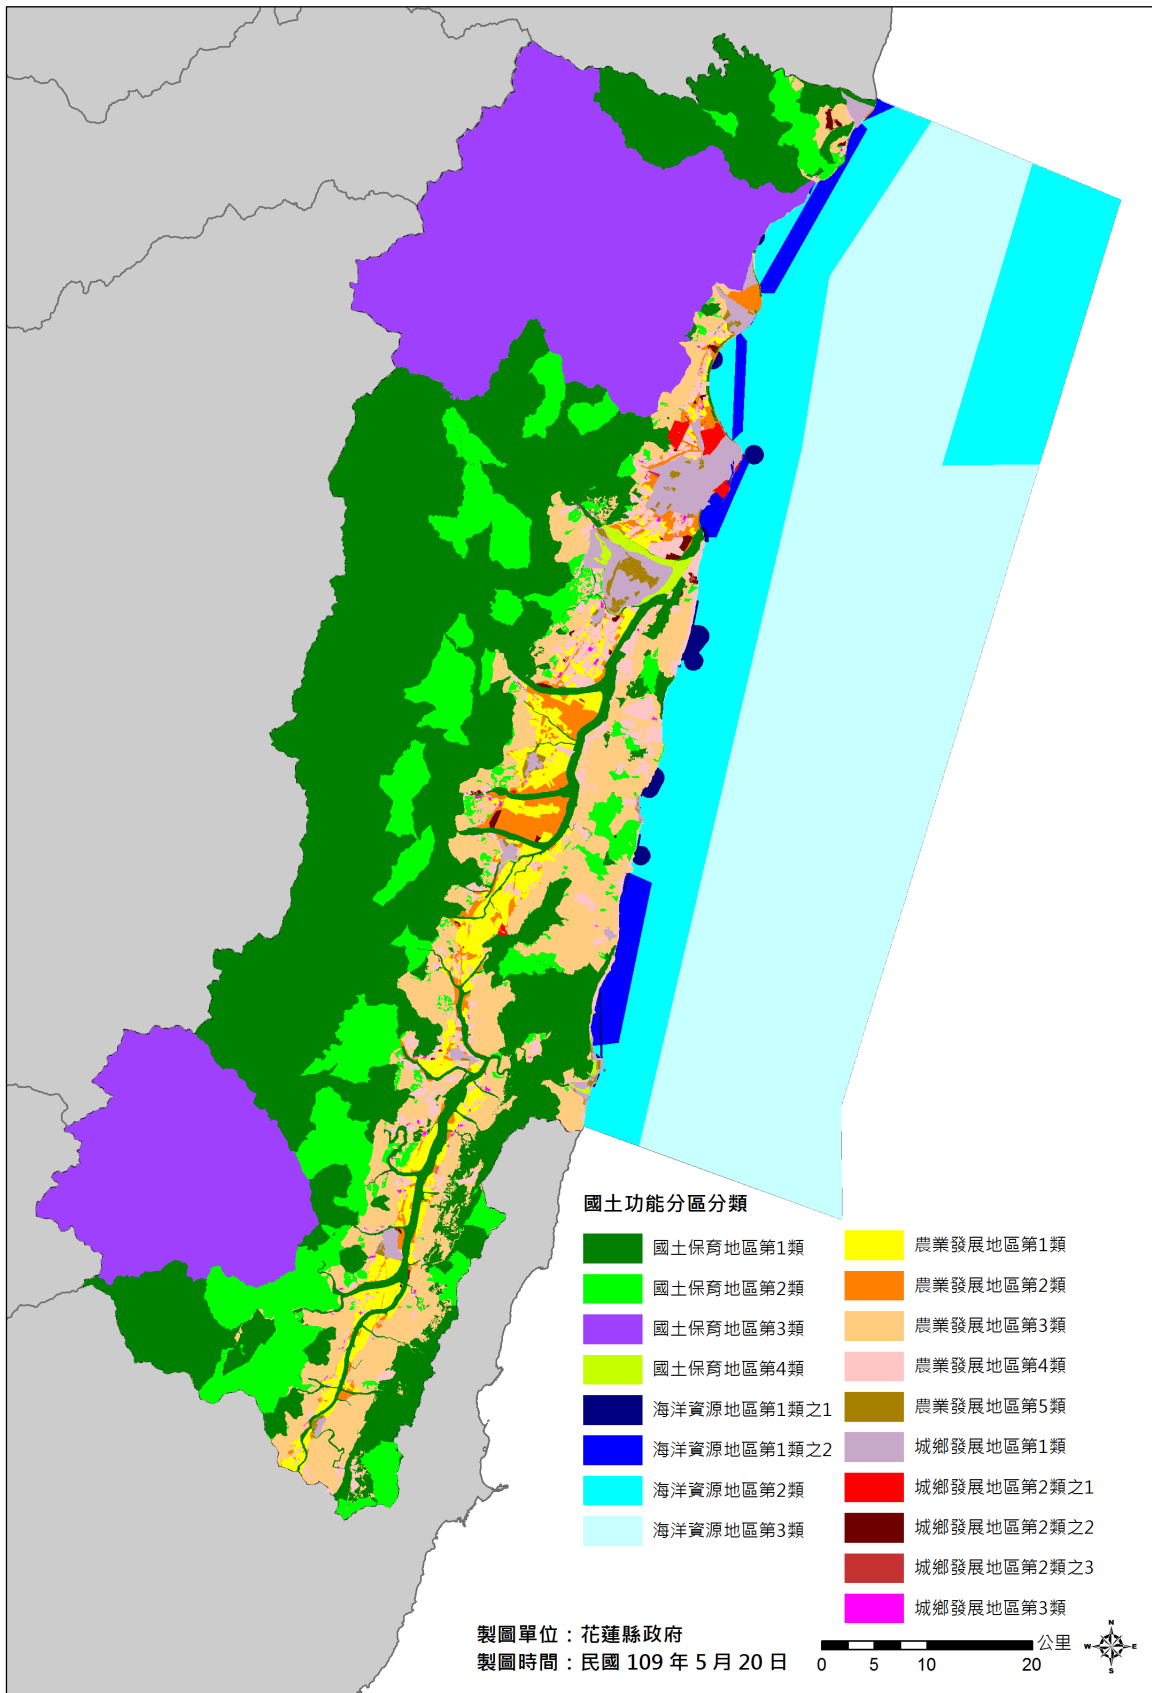 國土功能分區分類
國土保育地區第1類
國土保育地區第2類
國土保育地區第3類
國土保育地區第4類
海洋資源地區第1類之1
海洋資源地區第1類之2
海洋資源地區第2類
海洋資源地區第3類
農業發展地區第1類
農業發展地區第2類
農業發展地區第3類
農業發展地區第4類
農業發展地區第5類
城鄉發展地區第1類
城鄉發展地區第2類之1
城鄉發展地區第2類之2
城鄉發展地區第2類之3
城鄉發展地區第3類
製圖單位：花蓮縣政府
製圖時間：民國 109 年 5 月 20 日
公里
0 5 10 20
N
W E
S